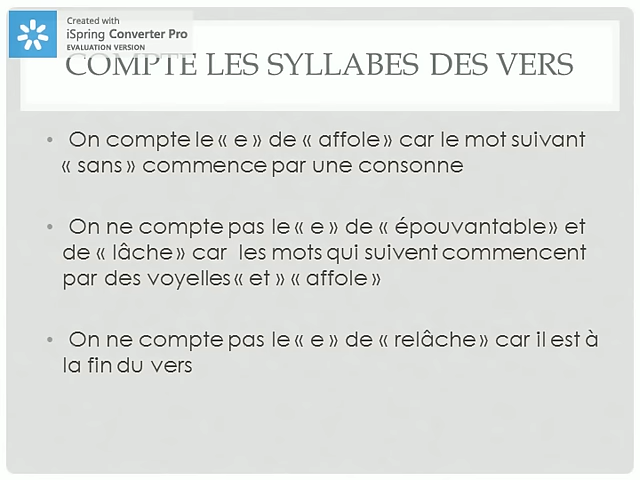 Created with
iSpring Converter Pro
EVALUATION VERSION
COMPTE LES SYLLABES DES VERS
• On compte le « e » de « affole » car le mot suivant
« sans » commence par une consonne
• On ne compte pas le « e » de « épouvantable » et
de « lâche » car les mots qui suivent commencent
par des voyelles « et » « affole »
• On ne compte pas le « e » de « relâche » car il est à
la fin du vers